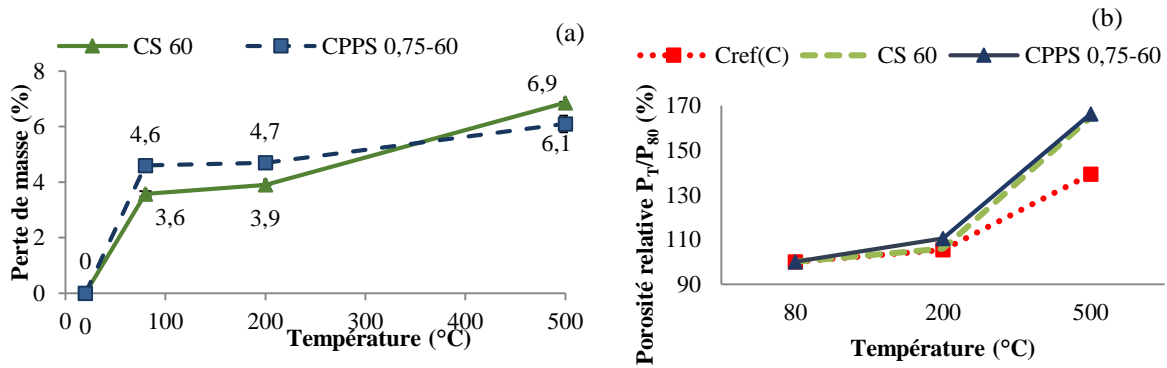 CS 60 CPPS 0,75-60 (a)
Perte de masse (%)
8
6
4
2
0
0
0
4,6
3,6
4,7
3,9
6,9
6,1
0 100 200 300 400 500
Température (°C)
(b)
Cref(C) CS 60 CPPS 0,75-60
Porosité relative P_T/P_80 (%)
170
150
130
110
90
80 200 500
Température (°C)